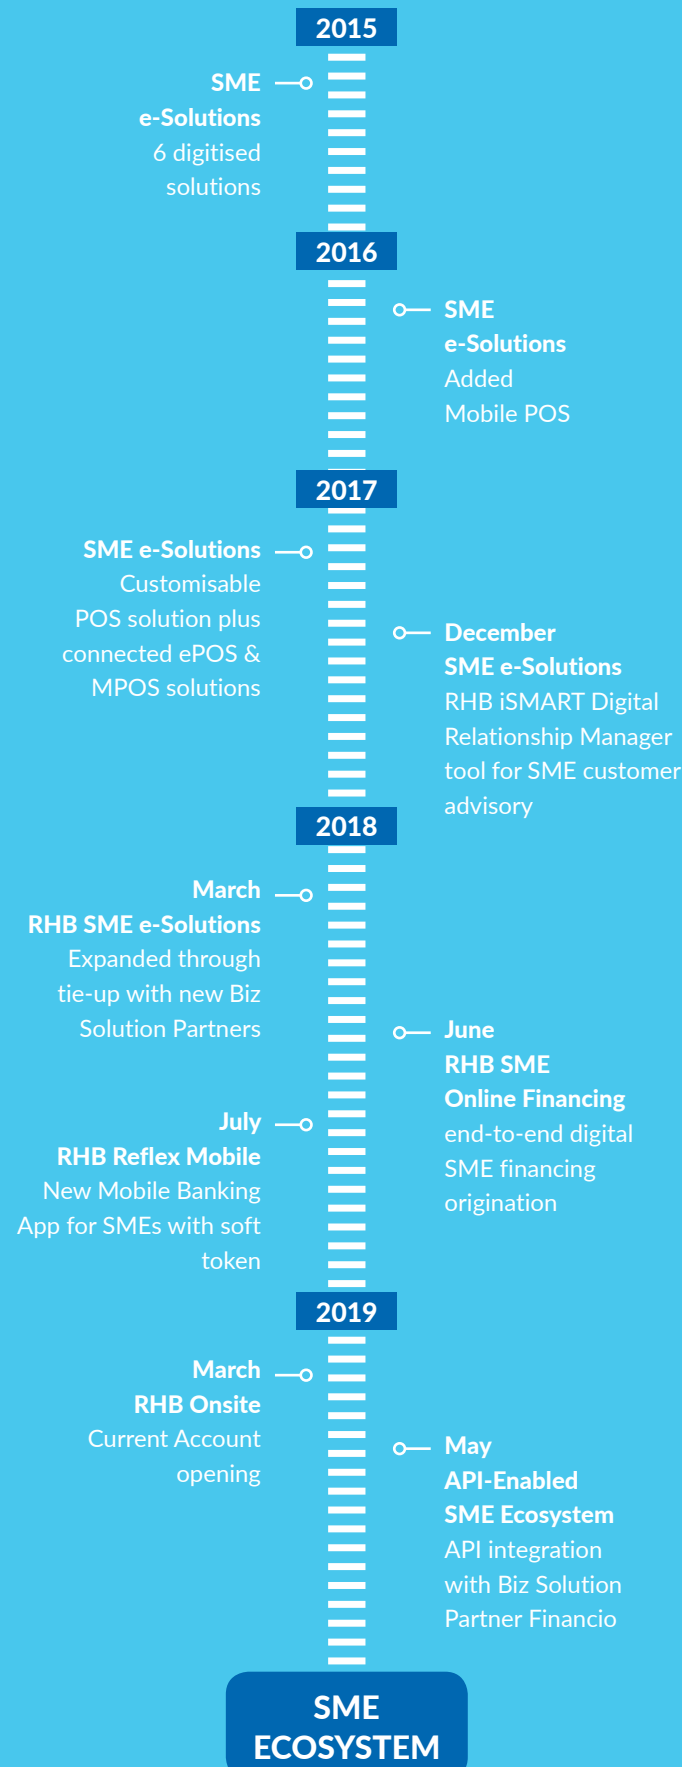 2015
SME
e-Solutions
6 digitised
solutions
2016
SME
e-Solutions
Added
Mobile POS
2017
SME e-Solutions
Customisable
POS solution plus
connected ePOS &
MPOS solutions
December
SME e-Solutions
RHB iSMART Digital
Relationship Manager
tool for SME customer
advisory
2018
March
RHB SME e-Solutions
Expanded through
tie-up with new Biz
Solution Partners
June
RHB SME
Online Financing
end-to-end digital
SME financing
origination
July
RHB Reflex Mobile
New Mobile Banking
App for SMEs with soft
token
2019
March
RHB Onsite
Current Account
opening
May
API-Enabled
SME Ecosystem
API integration
with Biz Solution
Partner Financio
SME
ECOSYSTEM